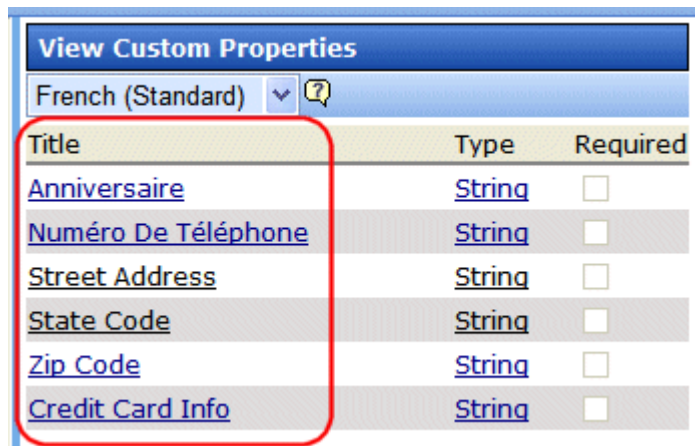 View Custom Properties
French (Standard)
Title Type Required
Anniversaire String
Numéro De Téléphone String
Street Address String
State Code String
Zip Code String
Credit Card Info String